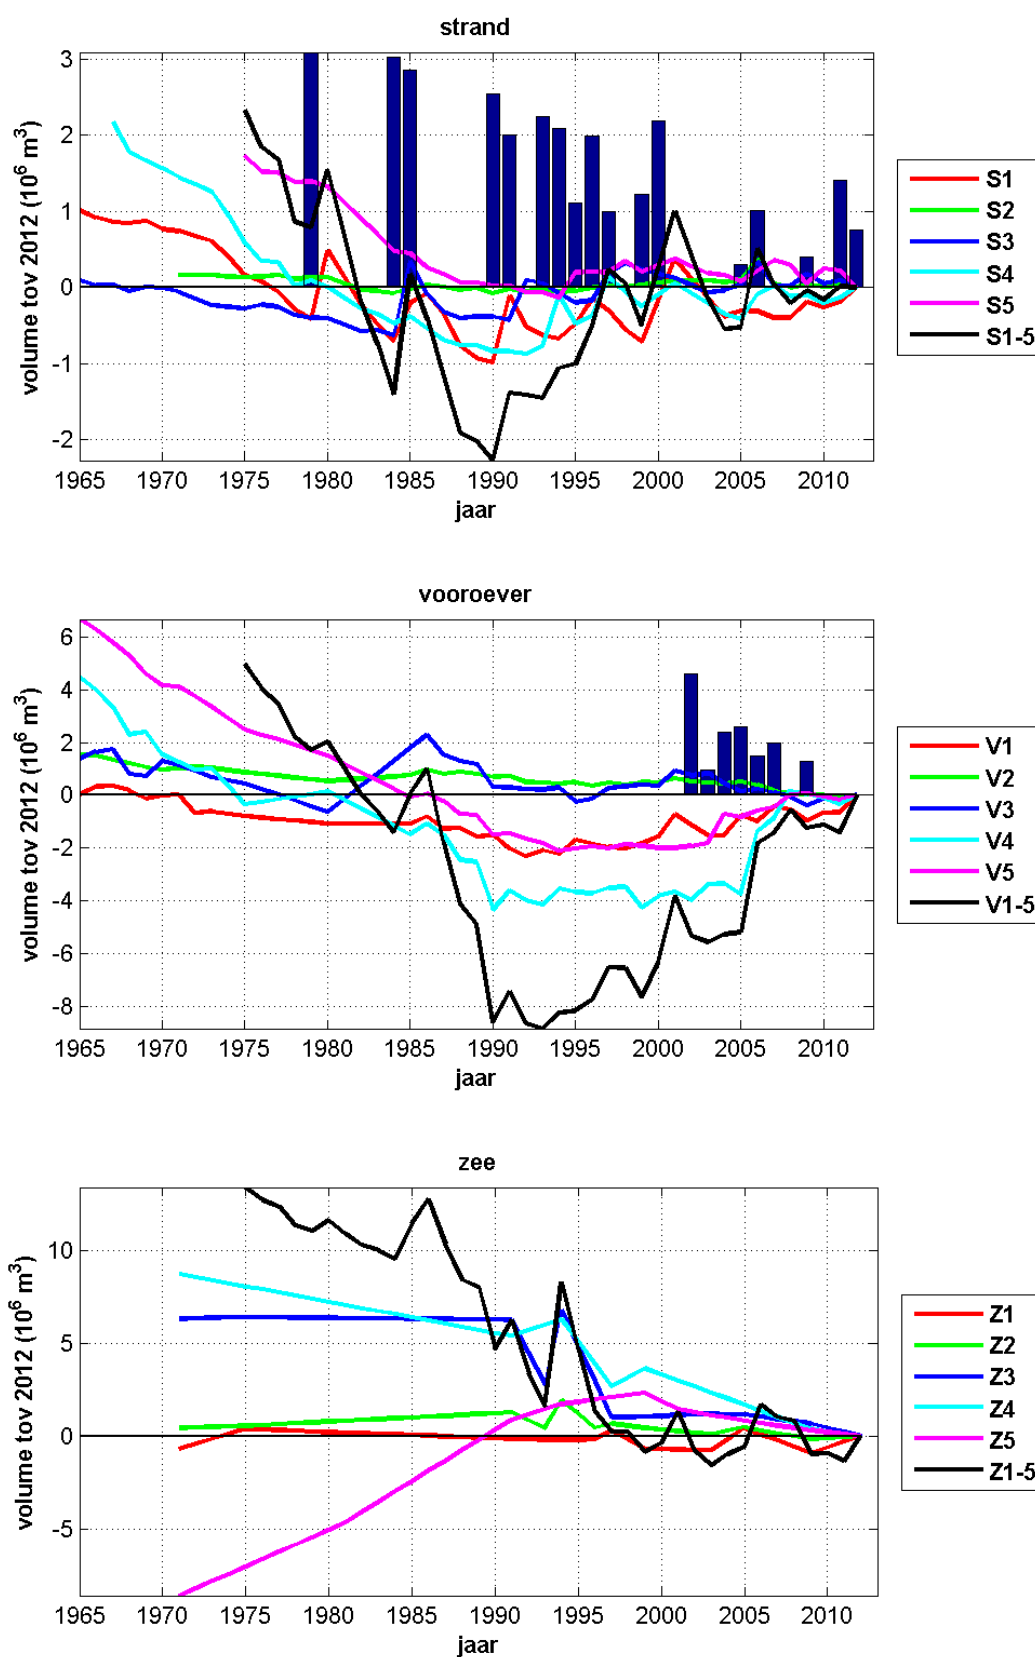 strand
volume tov 2012 (10⁶ m³)
3
2
1
0
-1
-2
1965 1970 1975 1980 1985 1990 1995 2000 2005 2010
jaar
S1
S2
S3
S4
S5
S1-5
vooroever
volume tov 2012 (10⁶ m³)
6
4
2
0
-2
-4
-6
-8
1965 1970 1975 1980 1985 1990 1995 2000 2005 2010
jaar
V1
V2
V3
V4
V5
V1-5
zee
volume tov 2012 (10⁶ m³)
10
5
0
-5
1965 1970 1975 1980 1985 1990 1995 2000 2005 2010
jaar
Z1
Z2
Z3
Z4
Z5
Z1-5